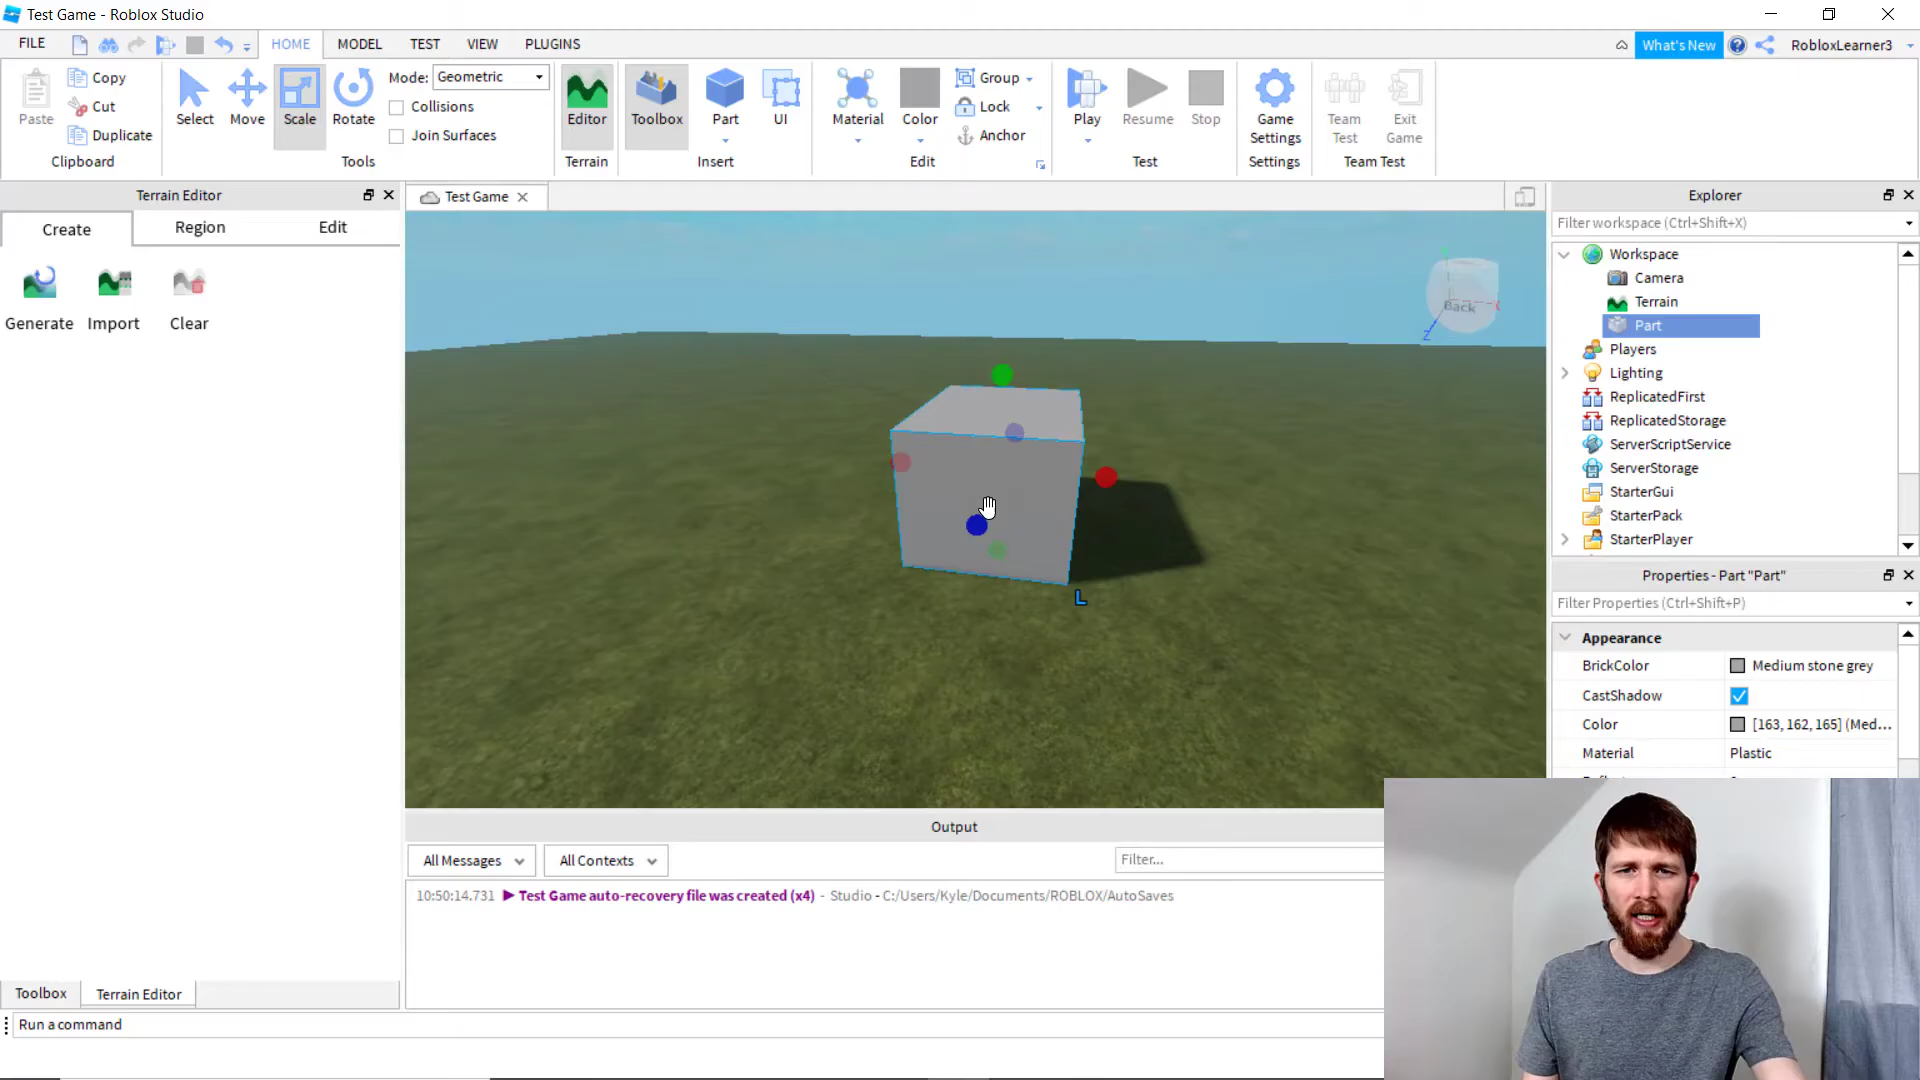 Test Game - Roblox Studio
FILE HOME MODEL TEST VIEW PLUGINS What's New RobloxLearner3
Paste Copy Cut Duplicate
Clipboard
Select Move Scale Rotate
Mode: Geometric
Collisions
Join Surfaces
Tools
Editor
Terrain
Toolbox Part UI
Insert
Material Color Group Lock Anchor
Edit
Play Resume Stop
Test
Game Settings
Settings
Team Test Exit Game
Team Test
Terrain Editor
Create Region Edit
Generate Import Clear
Test Game
Back
X
Z
L
Explorer
Filter workspace (Ctrl+Shift+X)
Workspace
Camera
Terrain
Part
Players
Lighting
ReplicatedFirst
ReplicatedStorage
ServerScriptService
ServerStorage
StarterGui
StarterPack
StarterPlayer
Properties - Part "Part"
Filter Properties (Ctrl+Shift+P)
Appearance
BrickColor Medium stone grey
CastShadow
Color [163, 162, 165] (Med...
Material Plastic
Output
All Messages All Contexts Filter...
10:50:14.731 Test Game auto-recovery file was created (x4) - Studio - C:/Users/Kyle/Documents/ROBLOX/AutoSaves
Toolbox Terrain Editor
Run a command